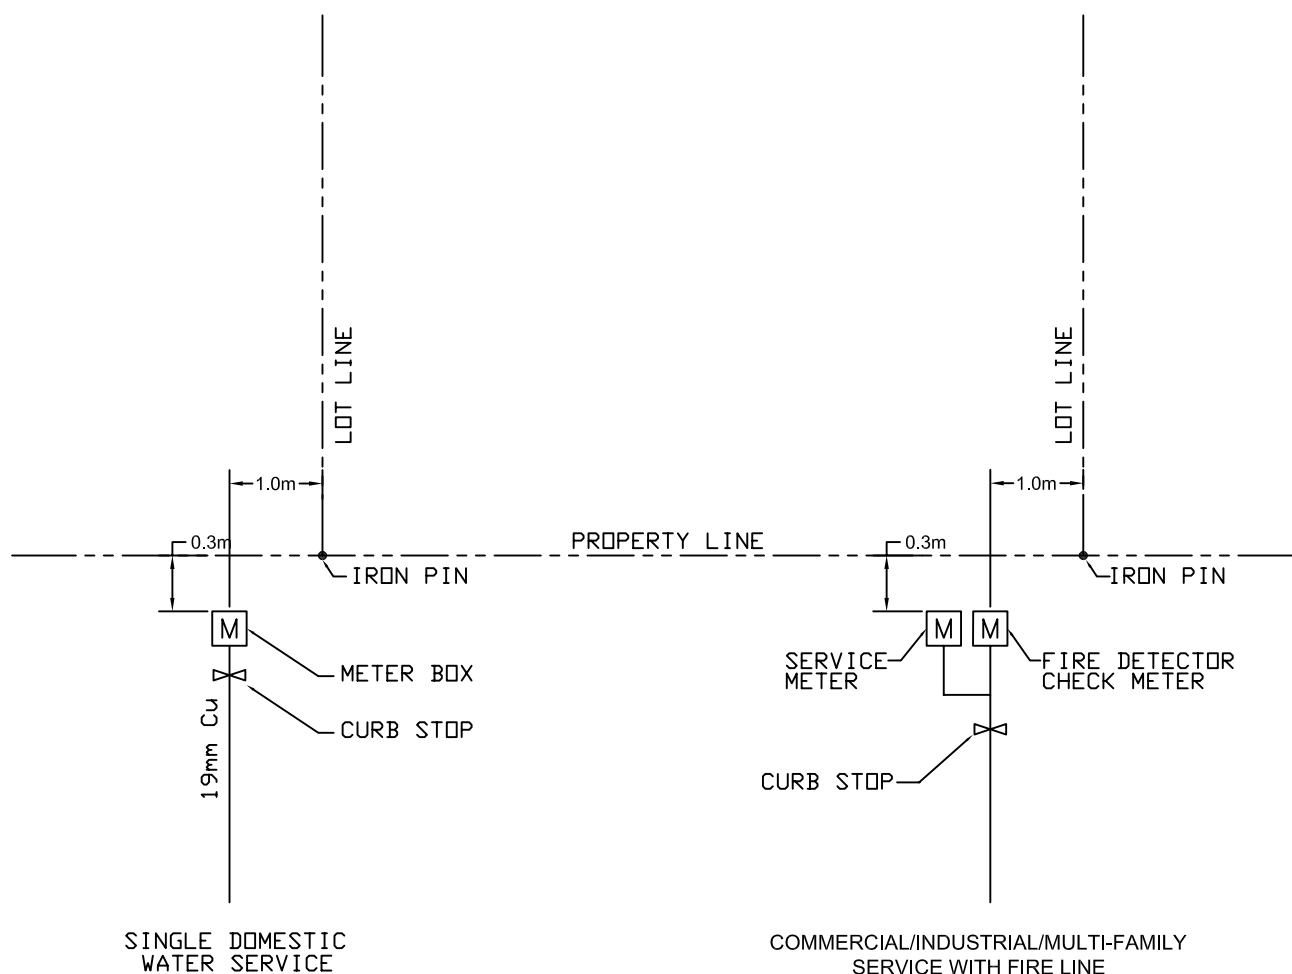 LOT LINE
LOT LINE
1.0m
1.0m
0.3m
PROPERTY LINE
0.3m
IRON PIN
IRON PIN
M
M
M
METER BOX
SERVICE
METER
FIRE DETECTOR
CHECK METER
19mm Cu
CURB STOP
CURB STOP
SINGLE DOMESTIC
WATER SERVICE
COMMERCIAL/INDUSTRIAL/MULTI-FAMILY
SERVICE WITH FIRE LINE